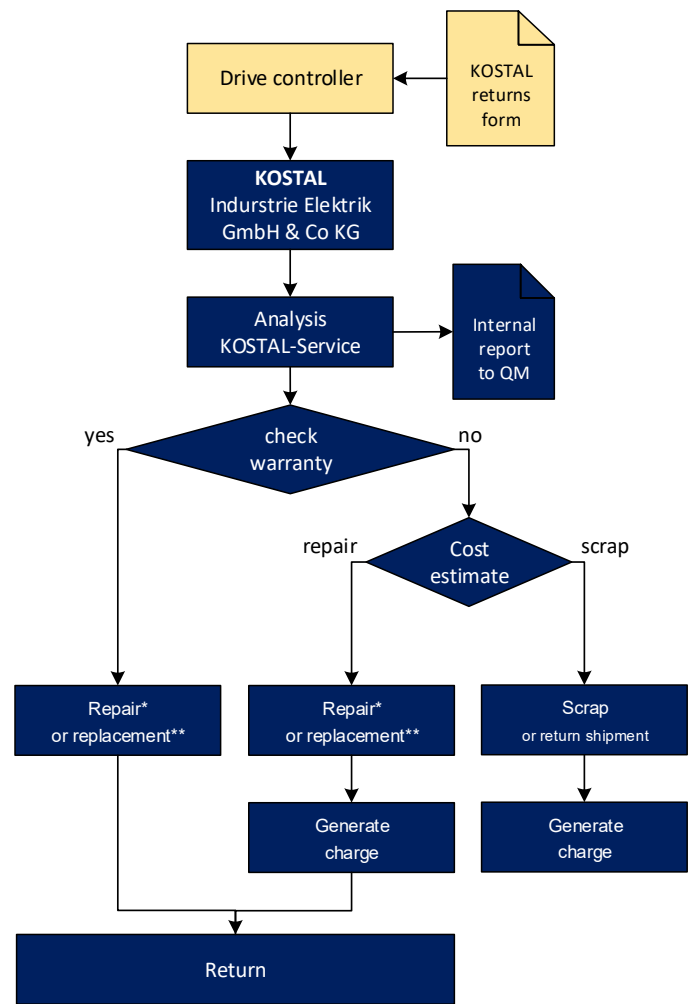 Drive controller
KOSTAL
returns
form
KOSTAL
Indurstrie Elektrik
GmbH & Co KG
Analysis
KOSTAL-Service
Internal
report
to QM
yes
check
warranty
no
repair
Cost
estimate
scrap
Repair*
or replacement**
Repair*
or replacement**
Scrap
or return shipment
Generate
charge
Generate
charge
Return